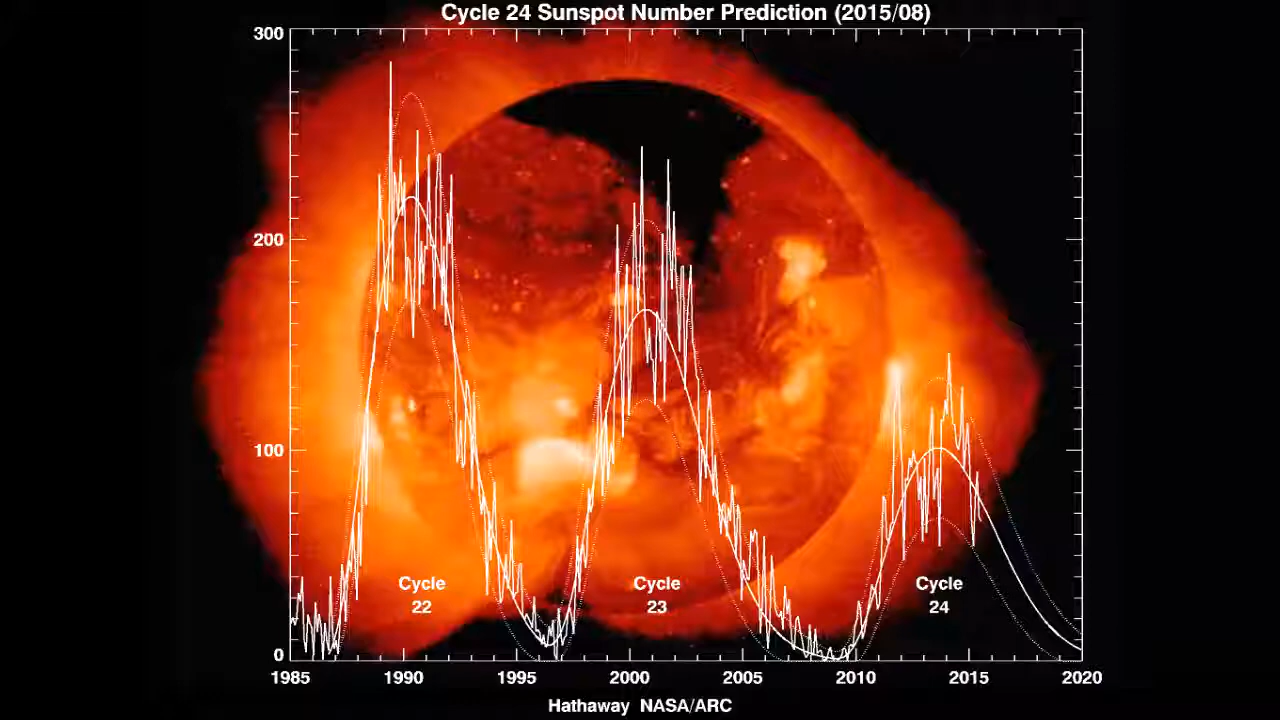 Cycle 24 Sunspot Number Prediction (2015/08)
300
200
100
0
Cycle
22
Cycle
23
Cycle
24
1985 1990 1995 2000 2005 2010 2015 2020
Hathaway NASA/ARC